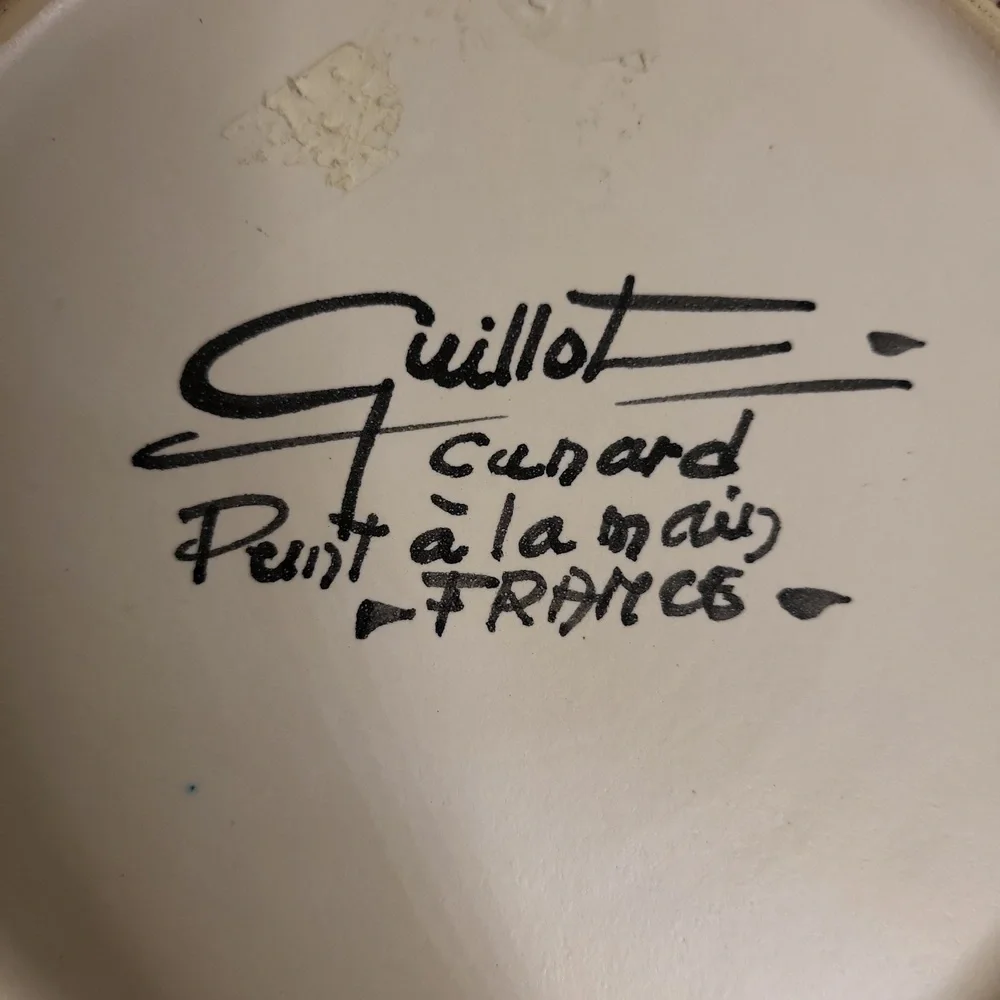 Guillot
Cunard
Peint à la main
FRANCE